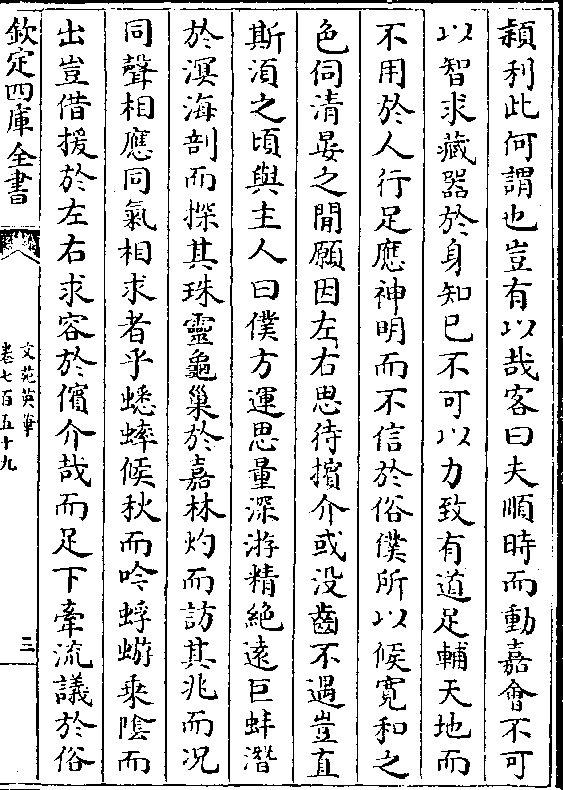 穎利此何謂也豈有以哉客曰夫順時而動嘉會不可
以智求藏器於身知已不可以力致有道足輔天地而
不用於人行足應神明而不信於俗僕所以候寛和之
色伺清晏之閒願因左右思待擯介或没齒不遇豈直
斯湏之頃與主人曰僕方運思量深游精絶遠巨蚌潛
於溟海剖而探其珠靈龜巢於嘉林灼而訪其兆而况
同聲相應同氣相求者乎蟋蟀候秋而吟蜉蝣乗陰而
出豈借援於左右求容於儐介哉而足下牽流議於俗
欽定四庫全書
文苑英華
卷七百五十九
三